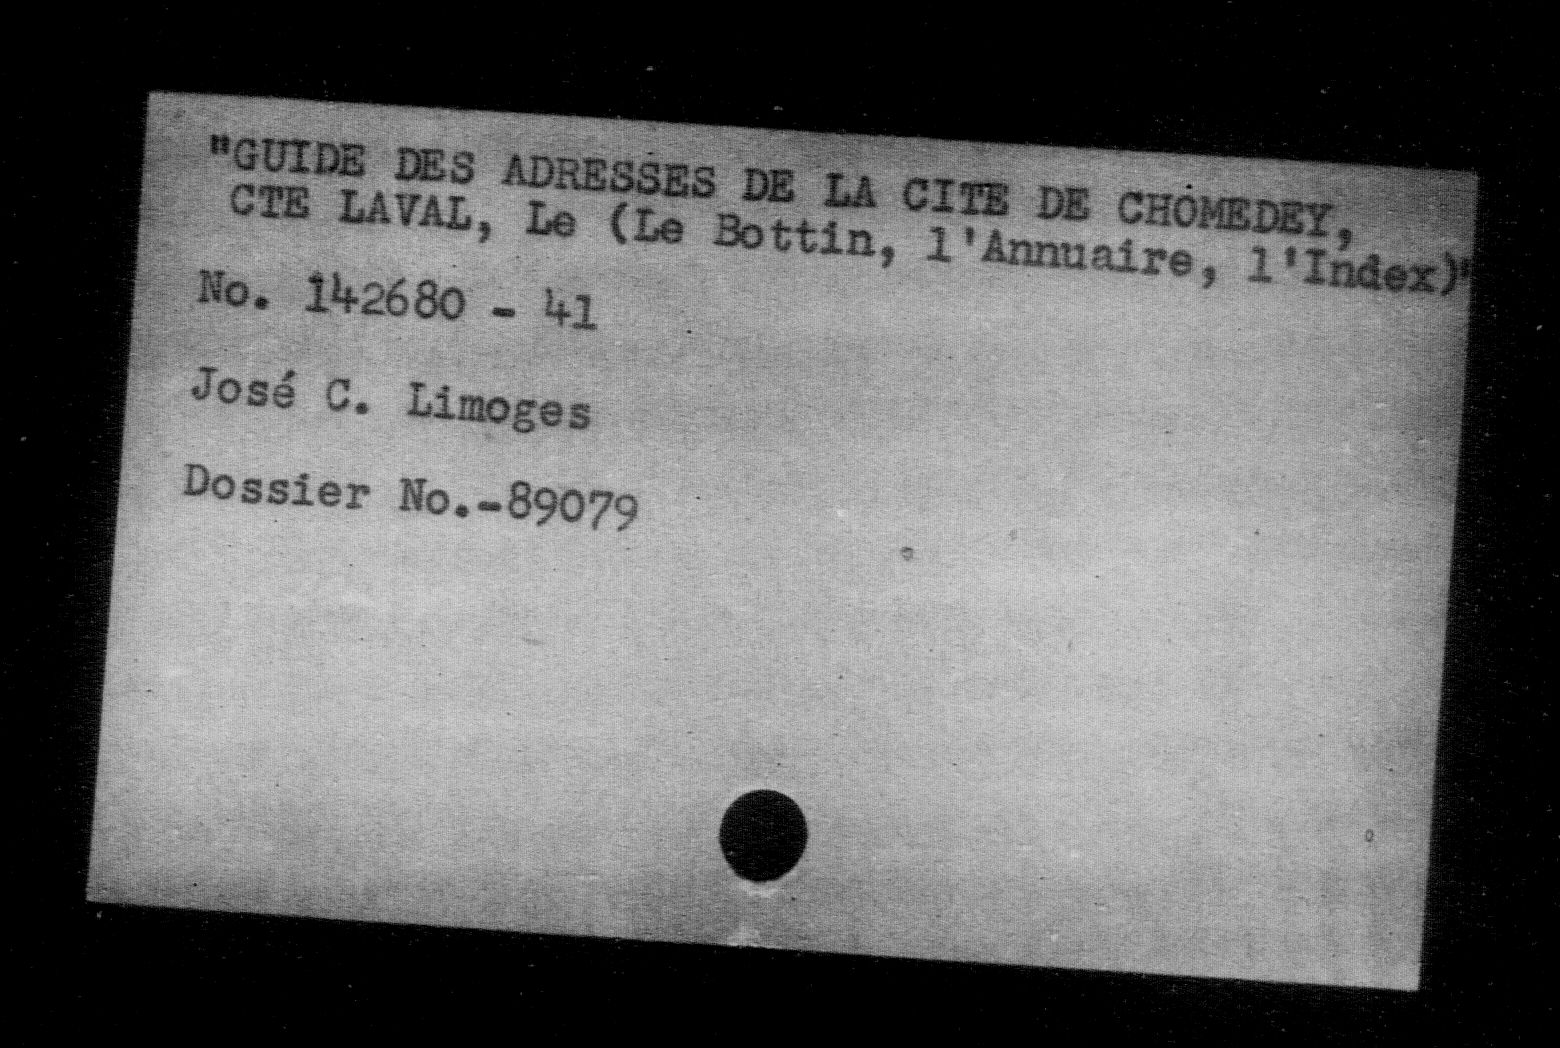 "GUIDE DES ADRESSES DE LA CITE DE CHOMEDEY,
CTE LAVAL, Le (Le Bottin, l'Annuaire, l'Index)"
No. 142680 - 41
José C. Limoges
Dossier No.-89079